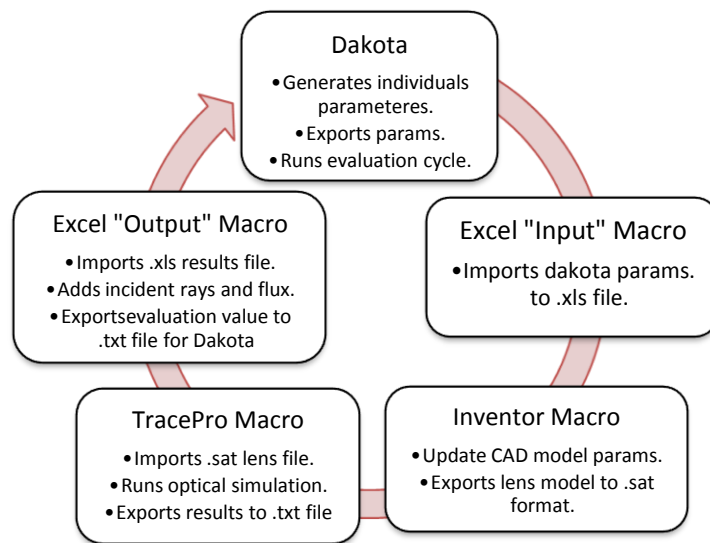 Dakota
•Generates individuals
parameteres.
•Exports params.
•Runs evaluation cycle.
Excel "Input" Macro
•Imports dakota params.
to .xls file.
Inventor Macro
•Update CAD model params.
•Exports lens model to .sat
format.
TracePro Macro
•Imports .sat lens file.
•Runs optical simulation.
•Exports results to .txt file
Excel "Output" Macro
•Imports .xls results file.
•Adds incident rays and flux.
•Exportsevaluation value to
.txt file for Dakota